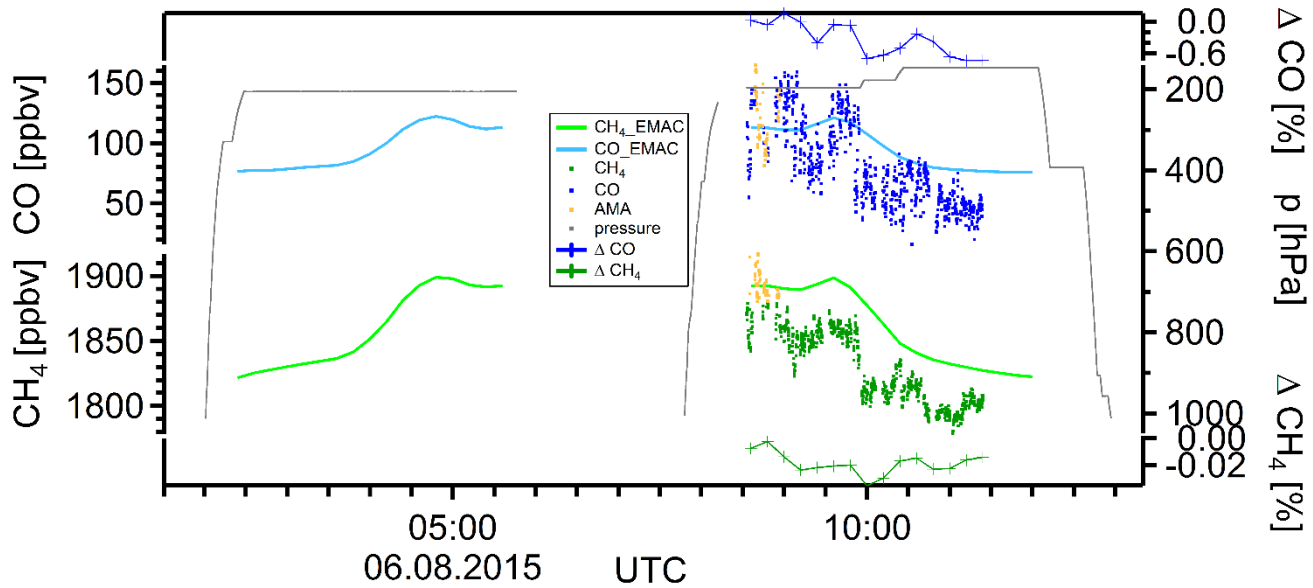 CO [ppbv]
150
100
50
CH₄ [ppbv]
1900
1850
1800
CH₄_EMAC
CO_EMAC
CH₄
CO
AMA
pressure
Δ CO
Δ CH₄
0.0
-0.6
Δ CO [%]
200
400
600
800
1000
p [hPa]
0.00
-0.02
Δ CH₄ [%]
05:00
10:00
06.08.2015
UTC